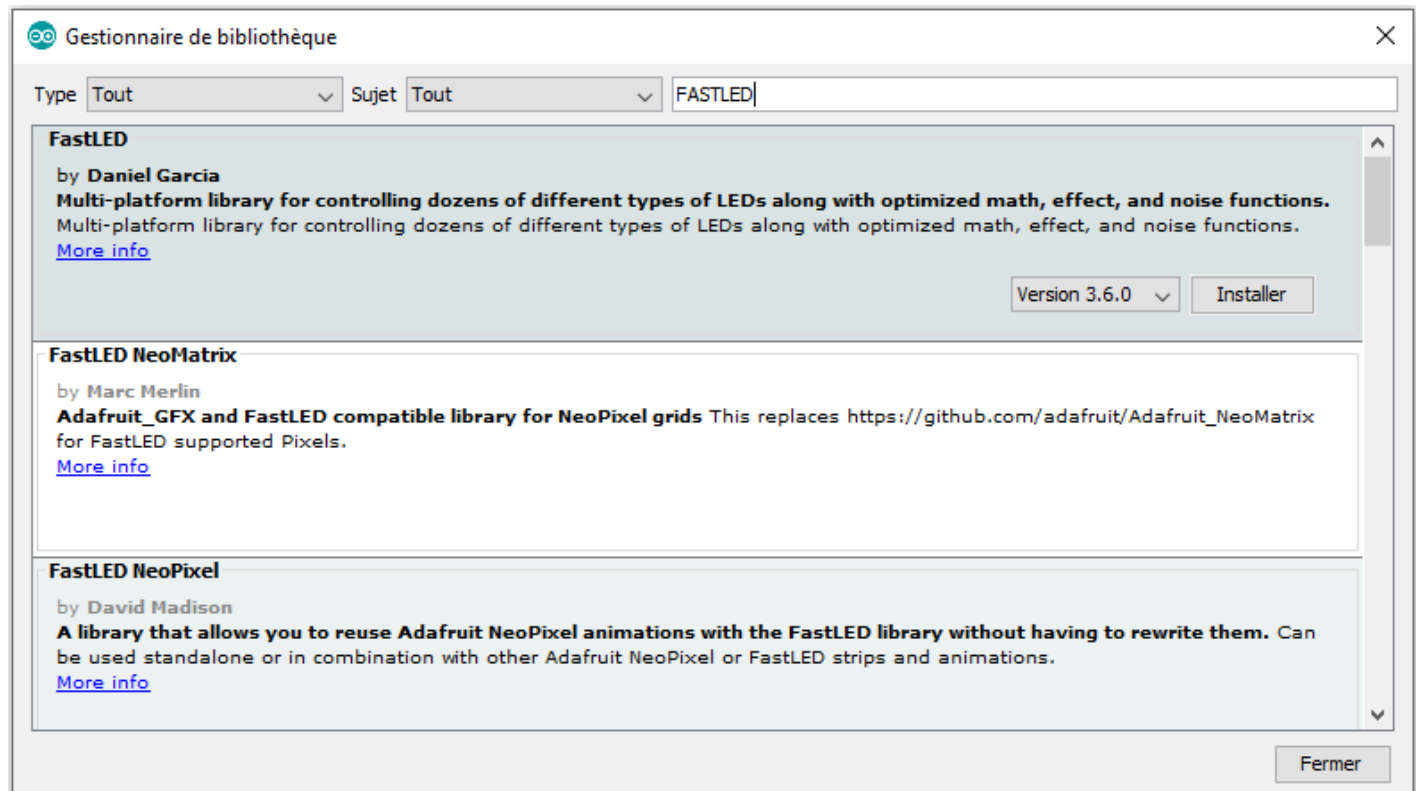 Gestionnaire de bibliothèque
Type Tout Sujet Tout FASTLED
FastLED
by Daniel Garcia
Multi-platform library for controlling dozens of different types of LEDs along with optimized math, effect, and noise functions.
Multi-platform library for controlling dozens of different types of LEDs along with optimized math, effect, and noise functions.
More info
Version 3.6.0 Installer
FastLED NeoMatrix
by Marc Merlin
Adafruit_GFX and FastLED compatible library for NeoPixel grids This replaces https://github.com/adafruit/Adafruit_NeoMatrix
for FastLED supported Pixels.
More info
FastLED NeoPixel
by David Madison
A library that allows you to reuse Adafruit NeoPixel animations with the FastLED library without having to rewrite them. Can
be used standalone or in combination with other Adafruit NeoPixel or FastLED strips and animations.
More info
Fermer